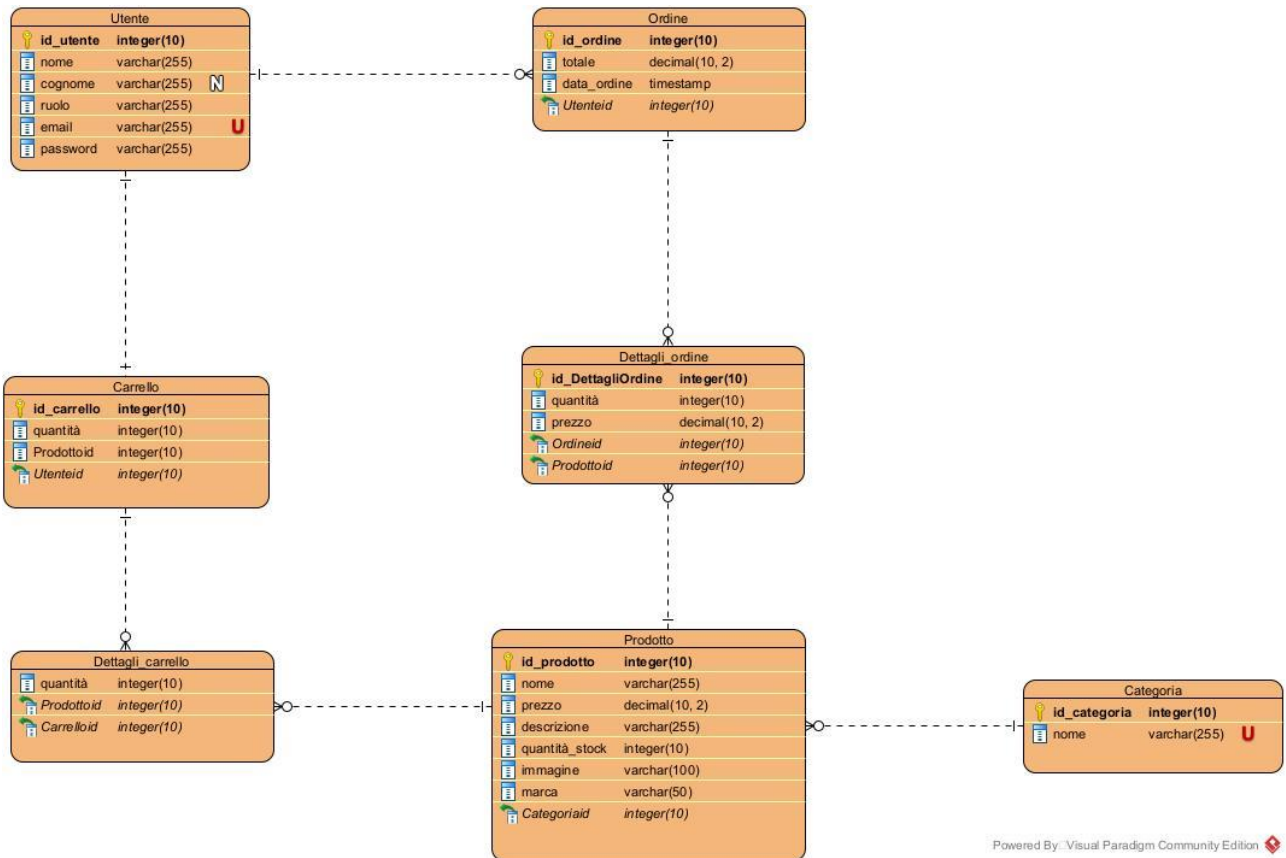 Utente
id_utente integer(10)
nome varchar(255)
cognome varchar(255) N
ruolo varchar(255)
email varchar(255) U
password varchar(255)
Ordine
id_ordine integer(10)
totale decimal(10, 2)
data_ordine timestamp
Utenteid integer(10)
Carrello
id_carrello integer(10)
quantità integer(10)
Prodottoid integer(10)
Utenteid integer(10)
Dettagli_ordine
id_DettagliOrdine integer(10)
quantità integer(10)
prezzo decimal(10, 2)
Ordineid integer(10)
Prodottoid integer(10)
Dettagli_carrello
quantità integer(10)
Prodottoid integer(10)
Carrelloid integer(10)
Prodotto
id_prodotto integer(10)
nome varchar(255)
prezzo decimal(10, 2)
descrizione varchar(255)
quantità_stock integer(10)
immagine varchar(100)
marca varchar(50)
Categoriaid integer(10)
Categoria
id_categoria integer(10)
nome varchar(255) U
Powered By Visual Paradigm Community Edition